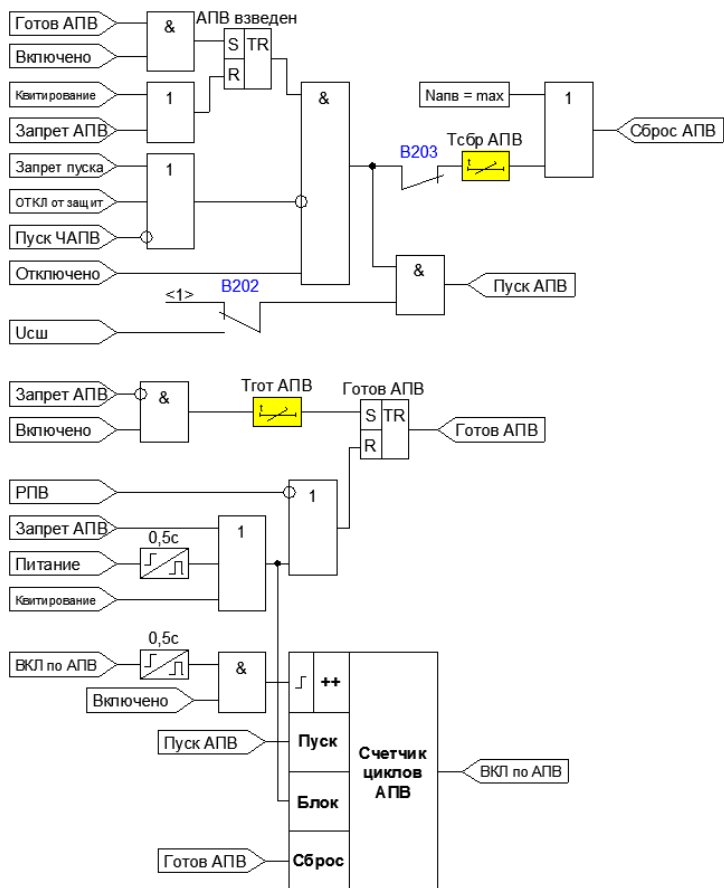 Готов АПВ
&
АПВ взведен
S TR
Включено
R
Квитирование
1
&
Nапв = max
1
Запрет АПВ
Сброс АПВ
Tсбр АПВ
B203
t
Запрет пуска
1
ОТКЛ от защит
Пуск ЧАПВ
Отключено
&
B202
Пуск АПВ
<1>
Uсш
Запрет АПВ
&
Tгот АПВ
t
Готов АПВ
S TR
Готов АПВ
Включено
R
РПВ
1
Запрет АПВ
1
0,5с
Питание
Квитирование
0,5с
ВКЛ по АПВ
&
++
Включено
Пуск АПВ
Пуск
Счетчик
циклов
АПВ
ВКЛ по АПВ
Блок
Готов АПВ
Сброс